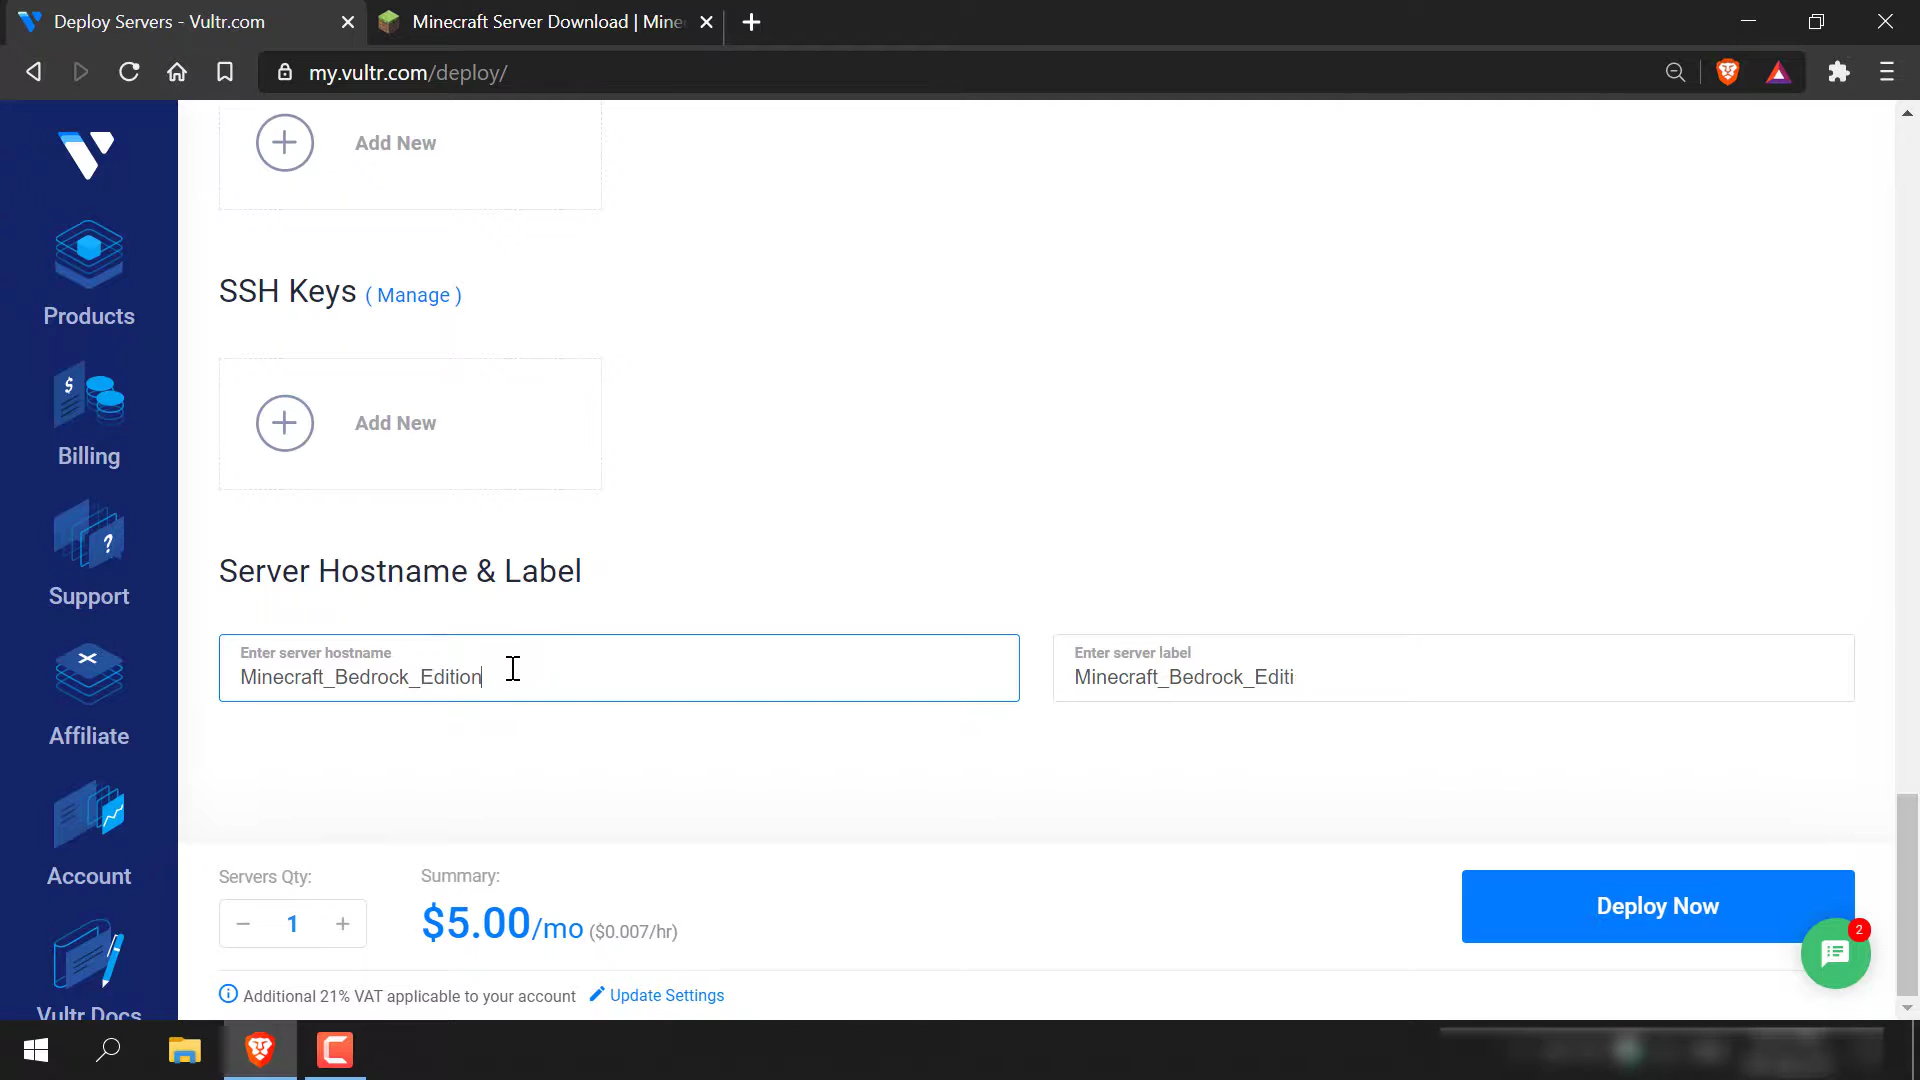 Deploy Servers - Vultr.com
Minecraft Server Download | Mine
my.vultr.com/deploy/
Add New
SSH Keys ( Manage )
Add New
Server Hostname & Label
Enter server hostname
Minecraft_Bedrock_Edition
Enter server label
Minecraft_Bedrock_Editi
Products
$
Billing
?
Support
Affiliate
Account
Vultr Docs
Servers Qty:
1
Summary:
$5.00/mo ($0.007/hr)
Deploy Now
2
Additional 21% VAT applicable to your account
Update Settings